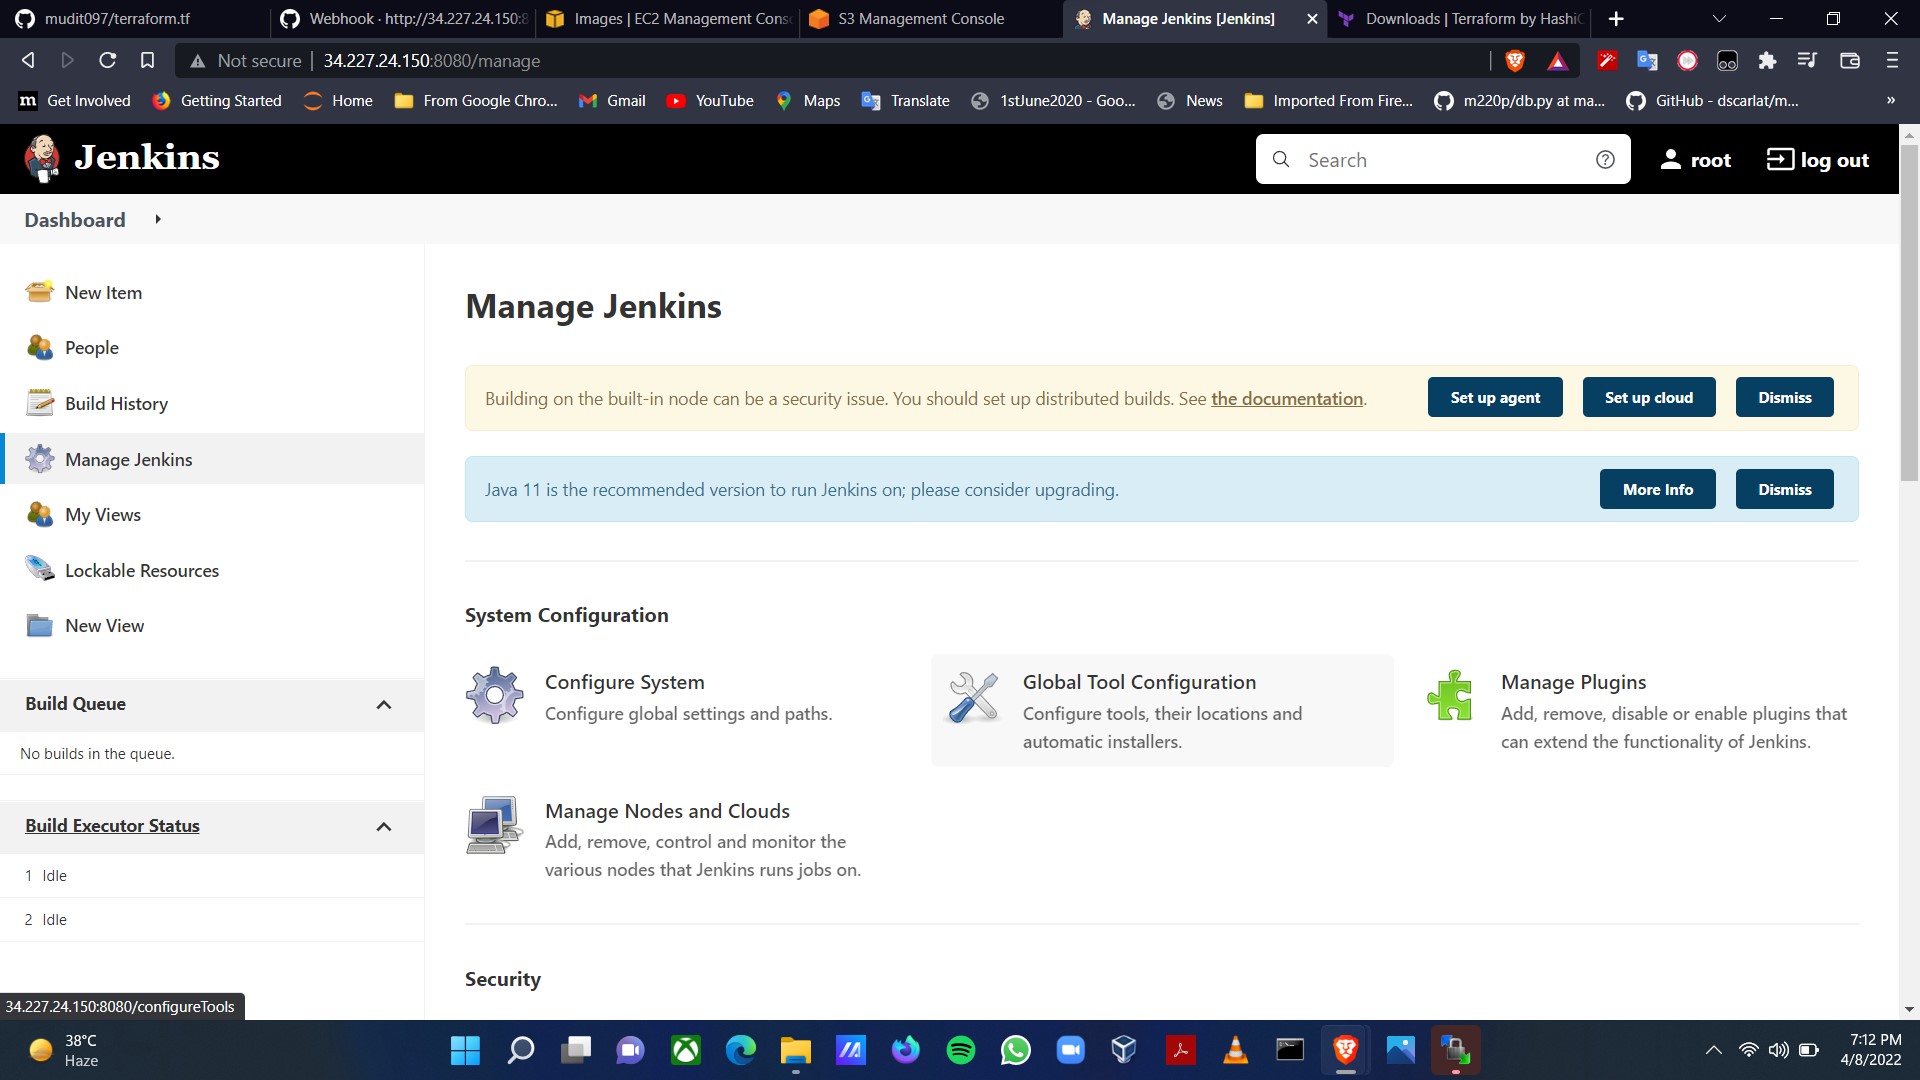 mudit097/terraform.tf
Webhook · http://34.227.24.150:8
Images | EC2 Management Cons
S3 Management Console
Manage Jenkins [Jenkins]
Downloads | Terraform by HashiC
Not secure
34.227.24.150:8080/manage
m Get Involved
Getting Started
Home
From Google Chro...
Gmail
YouTube
Maps
Translate
1stJune2020 - Goo...
News
Imported From Fire...
m220p/db.py at ma...
GitHub - dscarlat/m...
»
Jenkins
Search
root
log out
Dashboard
New Item
People
Build History
Manage Jenkins
My Views
Lockable Resources
New View
Build Queue
No builds in the queue.
Build Executor Status
1 Idle
2 Idle
Manage Jenkins
Building on the built-in node can be a security issue. You should set up distributed builds. See the documentation.
Set up agent
Set up cloud
Dismiss
Java 11 is the recommended version to run Jenkins on; please consider upgrading.
More Info
Dismiss
System Configuration
Configure System
Configure global settings and paths.
Global Tool Configuration
Configure tools, their locations and
automatic installers.
Manage Plugins
Add, remove, disable or enable plugins that
can extend the functionality of Jenkins.
Manage Nodes and Clouds
Add, remove, control and monitor the
various nodes that Jenkins runs jobs on.
Security
34.227.24.150:8080/configureTools
38°C
Haze
7:12 PM
4/8/2022